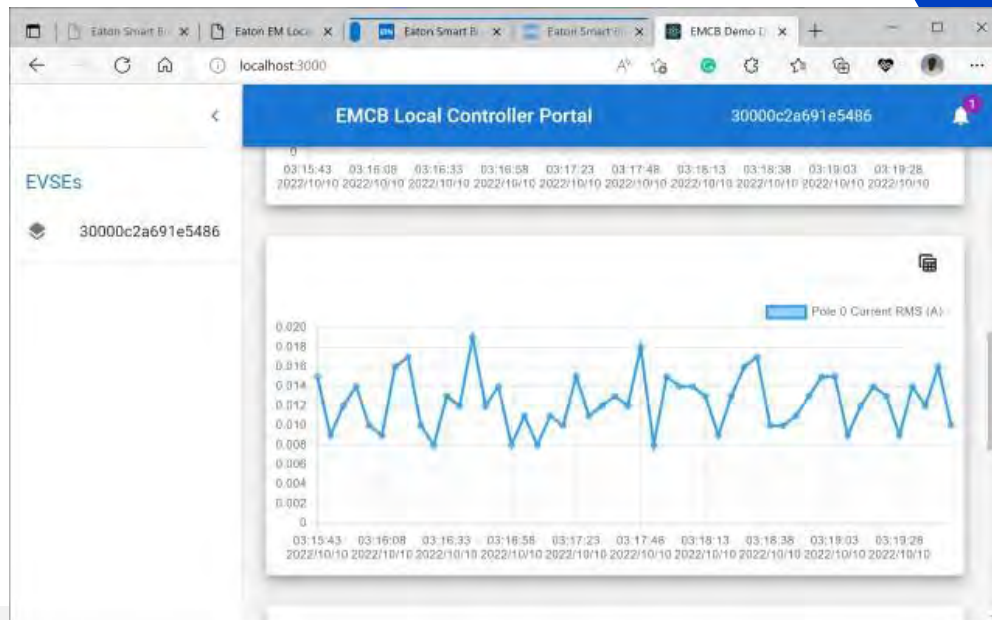 Eaton Smart B
Eaton EM Loca
Eaton Smart B
Eaton Smart
EMCB Demo D
localhost:3000
EMCB Local Controller Portal
30000c2a691e5486
1
EVSEs
30000c2a691e5486
0
03:15:43 03:16:08 03:16:33 03:16:58 03:17:23 03:17:48 03:18:13 03:18:38 03:19:03 03:19:28
2022/10/10 2022/10/10 2022/10/10 2022/10/10 2022/10/10 2022/10/10 2022/10/10 2022/10/10 2022/10/10 2022/10/10
Pole 0 Current RMS (A)
0.020
0.018
0.016
0.014
0.012
0.010
0.008
0.006
0.004
0.002
0
03:15:43 03:16:08 03:16:33 03:16:58 03:17:23 03:17:48 03:18:13 03:18:38 03:19:03 03:19:28
2022/10/10 2022/10/10 2022/10/10 2022/10/10 2022/10/10 2022/10/10 2022/10/10 2022/10/10 2022/10/10 2022/10/10